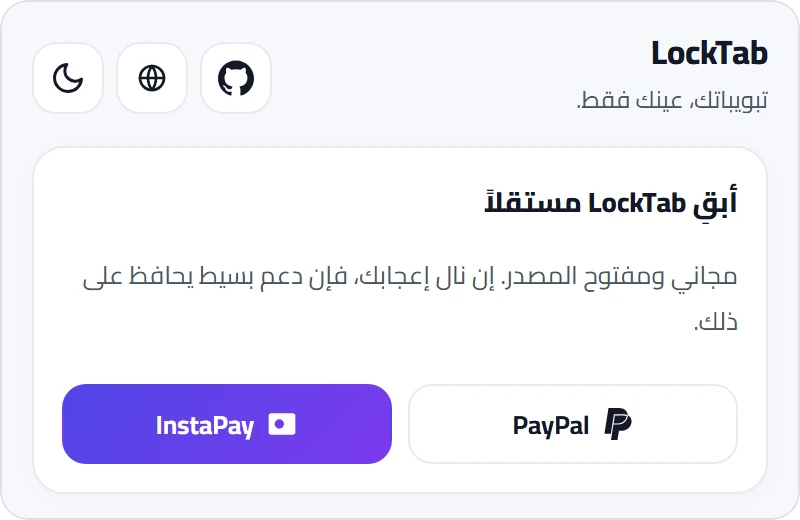 LockTab
تبويباتك، عينك فقط.
أبقِ LockTab مستقلاً
مجاني ومفتوح المصدر. إن نال إعجابك، فإن دعم بسيط يحافظ على
ذلك.
PayPal
InstaPay